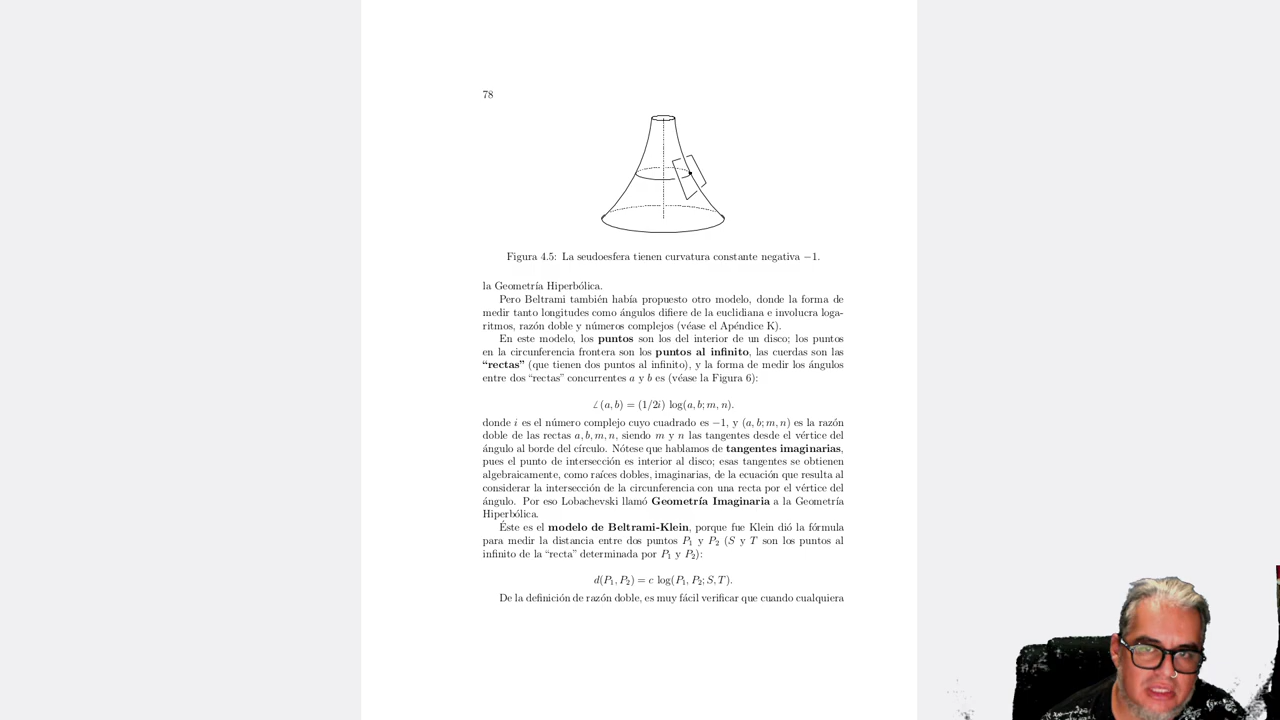 78
Figura 4.5: La seudoesfera tienen curvatura constante negativa −1.
la Geometría Hiperbólica.
Pero Beltrami también había propuesto otro modelo, donde la forma de
medir tanto longitudes como ángulos difiere de la euclidiana e involucra loga-
ritmos, razón doble y números complejos (véase el Apéndice K).
En este modelo, los puntos son los del interior de un disco; los puntos
en la circunferencia frontera son los puntos al infinito, las cuerdas son las
“rectas” (que tienen dos puntos al infinito), y la forma de medir los ángulos
entre dos “rectas” concurrentes a y b es (véase la Figura 6):
∠(a, b) = (1/2i) log(a, b; m, n).
donde i es el número complejo cuyo cuadrado es −1, y (a, b; m, n) es la razón
doble de las rectas a, b, m, n, siendo m y n las tangentes desde el vértice del
ángulo al borde del círculo. Nótese que hablamos de tangentes imaginarias,
pues el punto de intersección es interior al disco; esas tangentes se obtienen
algebraicamente, como raíces dobles, imaginarias, de la ecuación que resulta al
considerar la intersección de la circunferencia con una recta por el vértice del
ángulo. Por eso Lobachevski llamó Geometría Imaginaria a la Geometría
Hiperbólica.
Éste es el modelo de Beltrami-Klein, porque fue Klein dió la fórmula
para medir la distancia entre dos puntos P₁ y P₂ (S y T son los puntos al
infinito de la “recta” determinada por P₁ y P₂):
d(P₁, P₂) = c log(P₁, P₂; S, T).
De la definición de razón doble, es muy fácil verificar que cuando cualquiera